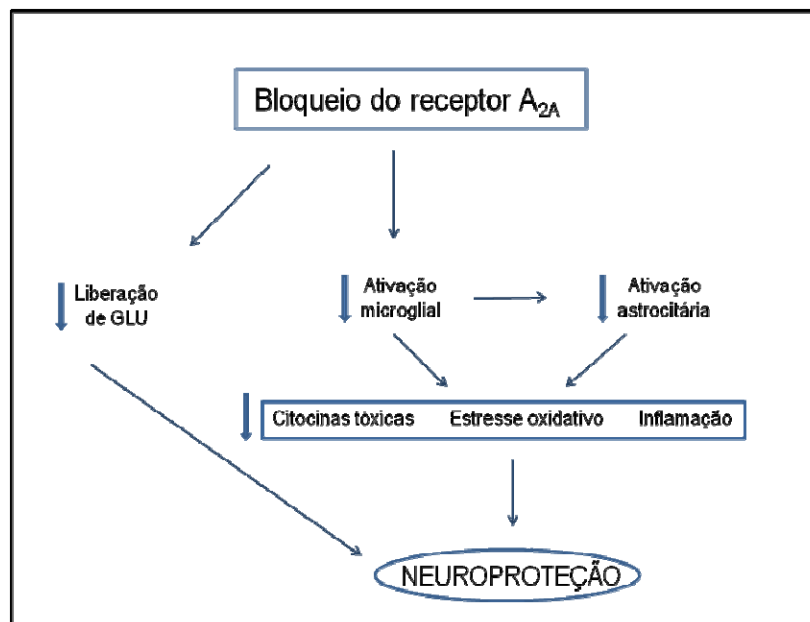 Bloqueio do receptor A2A
Liberação
de GLU
Ativação
microglial
Ativação
astrocitária
Citocinas tóxicas Estresse oxidativo Inflamação
NEUROPROTEÇÃO